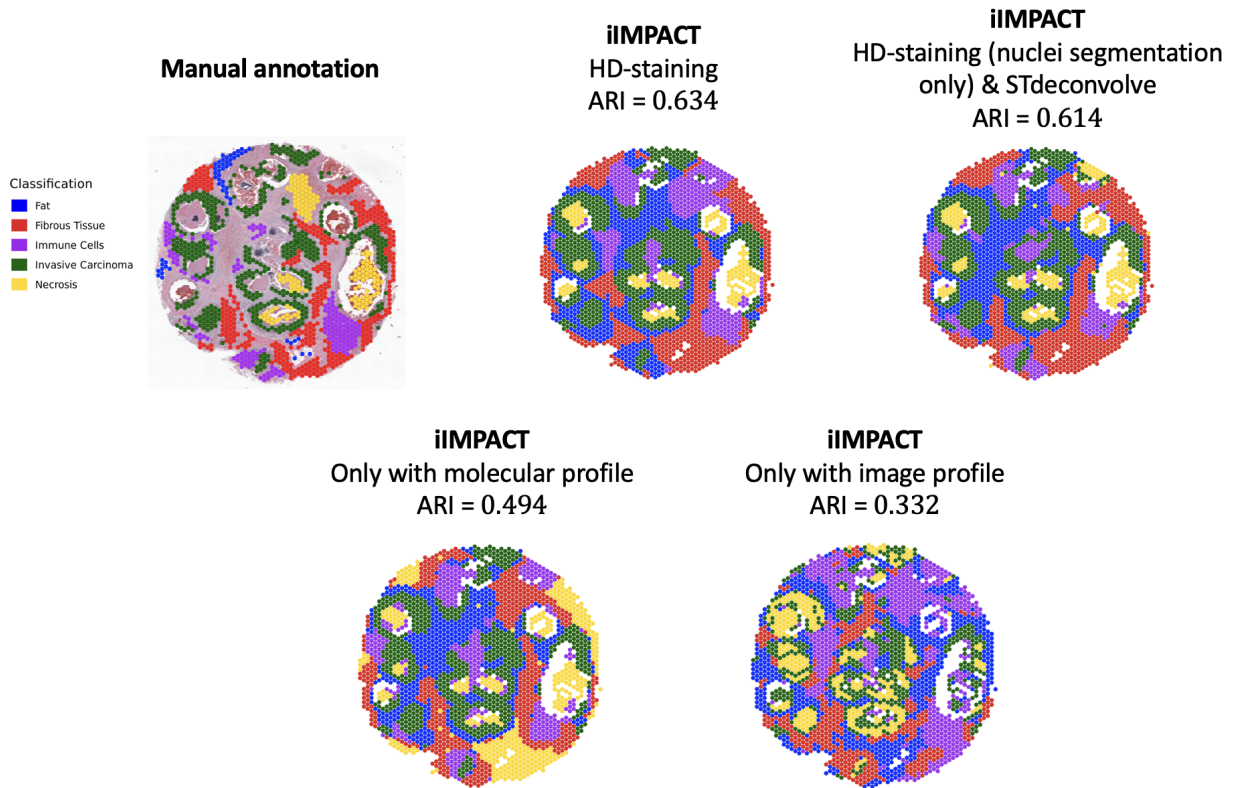 Manual annotation
iIMPACT
HD-staining
ARI = 0.634
iIMPACT
HD-staining (nuclei segmentation
only) & STdeconvolve
ARI = 0.614
Classification
Fat
Fibrous Tissue
Immune Cells
Invasive Carcinoma
Necrosis
iIMPACT
Only with molecular profile
ARI = 0.494
iIMPACT
Only with image profile
ARI = 0.332